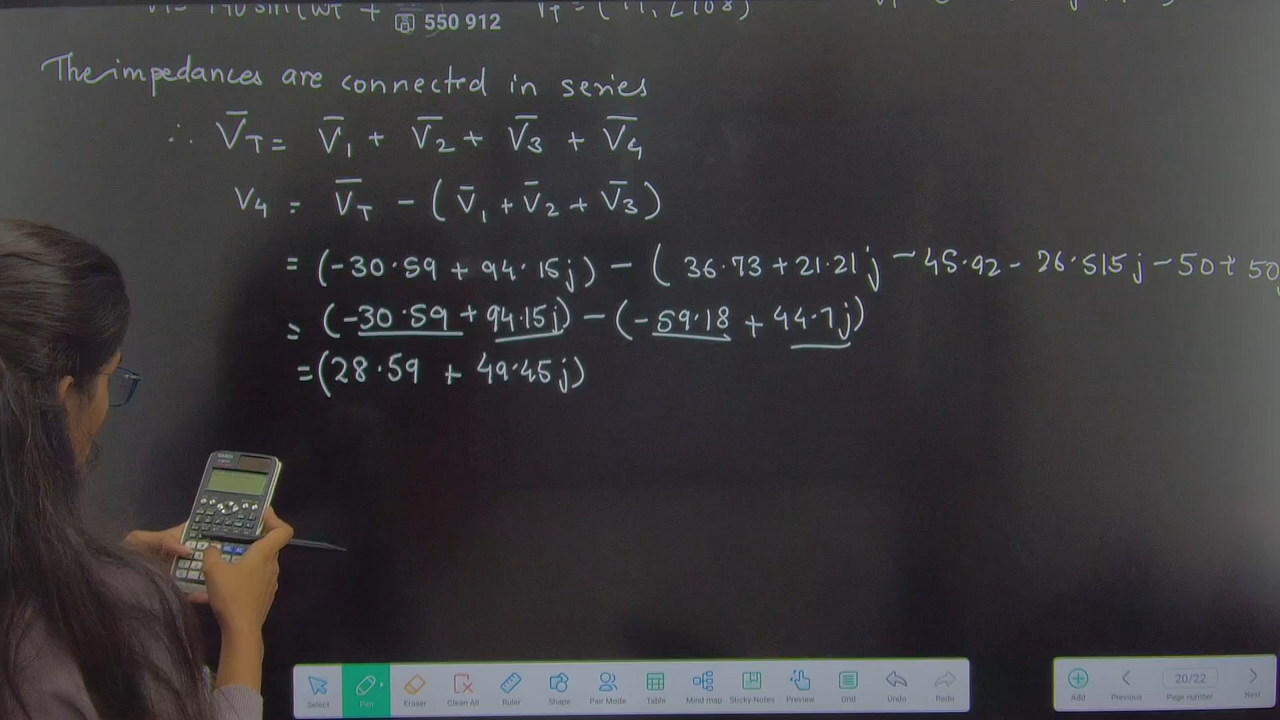 550 912
The impedances are connected in series
∴ V̄T = V̄1 + V̄2 + V̄3 + V̄4
V4 = V̄T - (V̄1 + V̄2 + V̄3)
= (-30.59 + 94.15j) - (36.73 + 21.21j - 45.92 - 26.515j - 50 + 50j
= (-30.59 + 94.15j) - (-59.18 + 44.7j)
= (28.59 + 49.45j)
CASIO
Select Pen Eraser Clean All Ruler Shape Pair Mode Table Mind map Sticky Notes Preview Grid Undo Redo
Add Previous 20/22 Page number Next